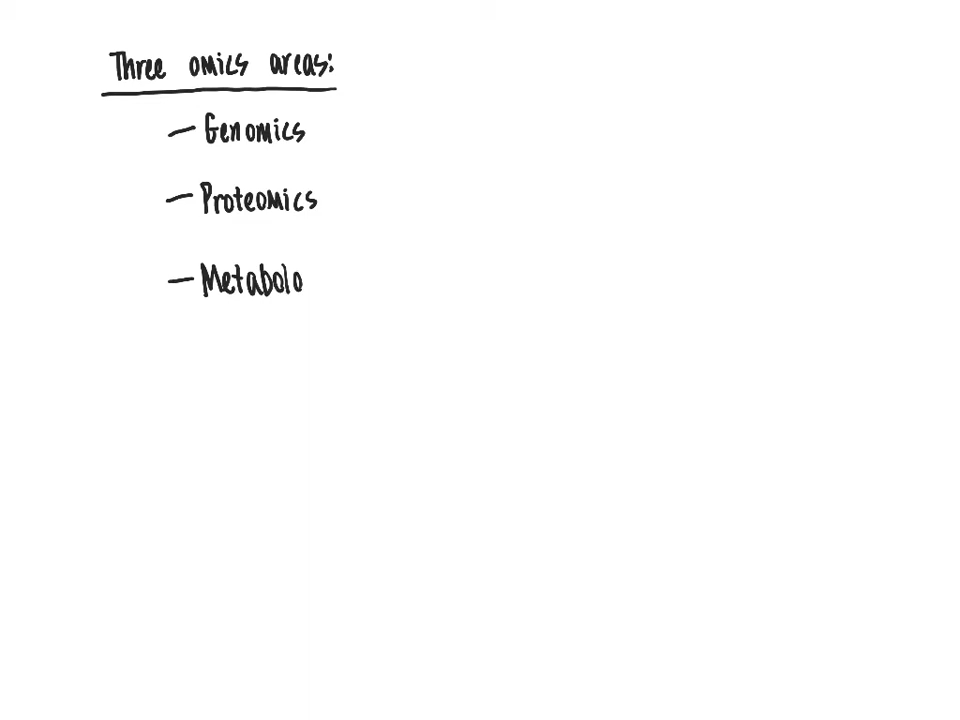 Three omics areas:
- Genomics
- Proteomics
- Metabolo